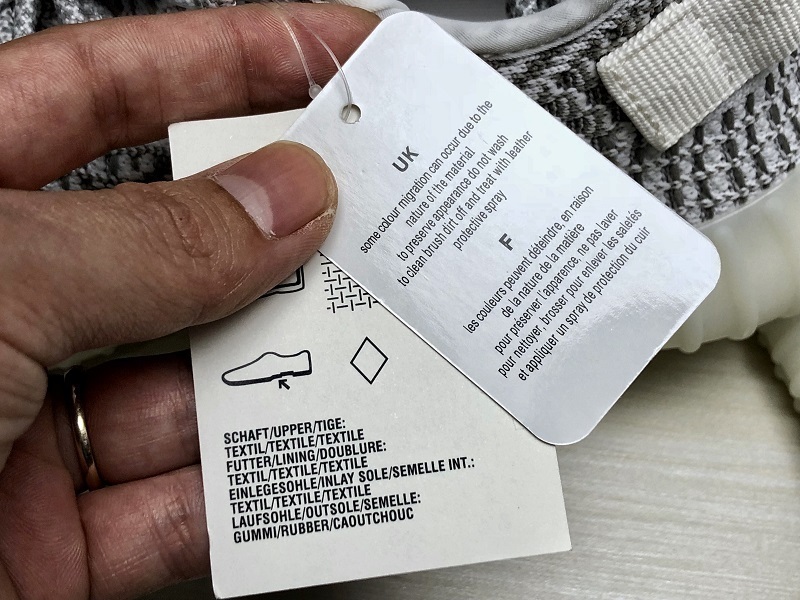 UK
some colour migration can occur due to the
nature of the material
to preserve appearance do not wash
to clean brush dirt off and treat with leather
protective spray
F
les couleurs peuvent déteindre en raison
de la nature de la matière
pour préserver l'apparence, ne pas laver
pour nettoyer, brosser pour enlever les saletés
et appliquer un spray de protection du cuir
SCHAFT/UPPER/TIGE:
TEXTIL/TEXTILE/TEXTILE
FUTTER/LINING/DOUBLURE:
TEXTIL/TEXTILE/TEXTILE
EINLEGESOHLE/INLAY SOLE/SEMELLE INT.:
TEXTIL/TEXTILE/TEXTILE
LAUFSOHLE/OUTSOLE/SEMELLE:
GUMMI/RUBBER/CAOUTCHOUC